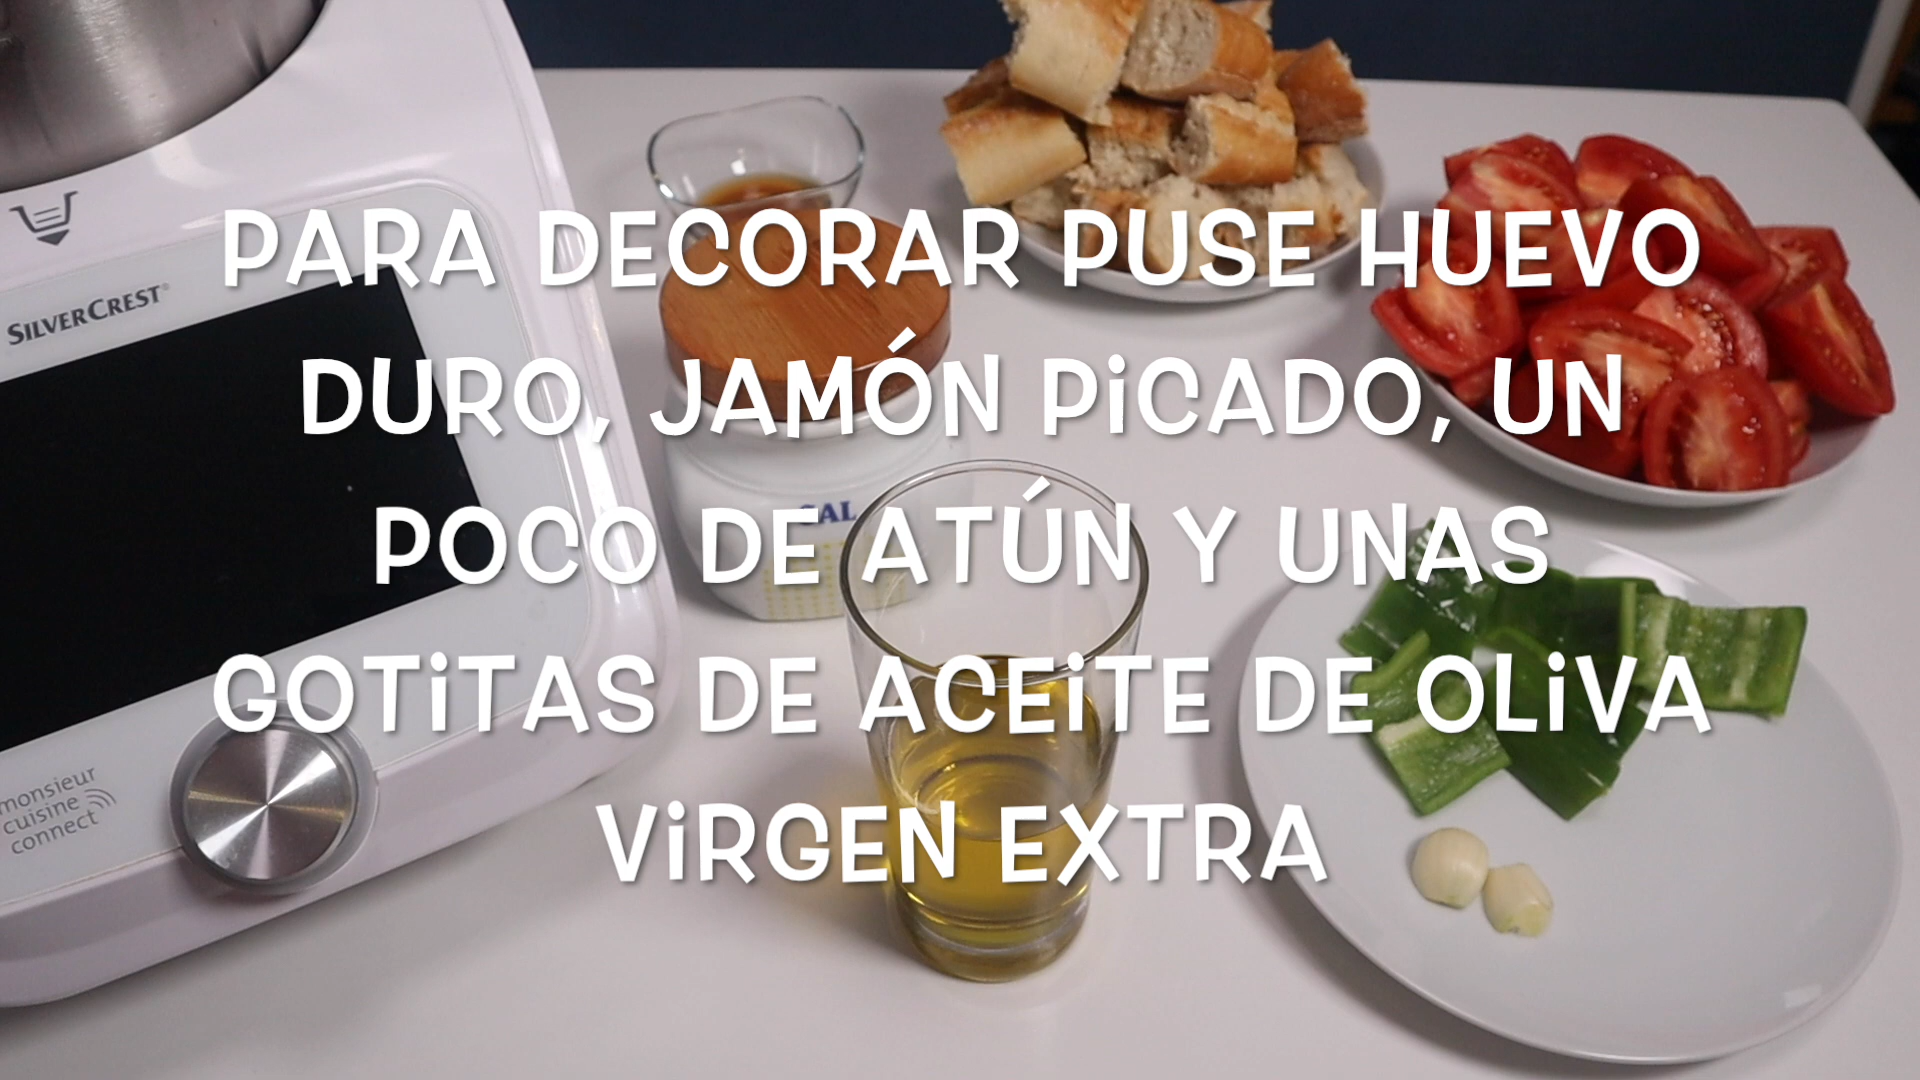 SILVERCREST®
PARA DECORAR PUSE HUEVO
DURO, JAMÓN PiCADO, UN
POCO DE ATÚN Y UNAS
GOTiTAS DE ACEiTE DE OLiVA
ViRGEN EXTRA
SAL
monsieur
cuisine
connect